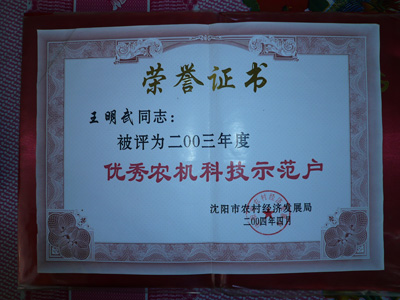 荣誉证书
王明武同志：
被评为二00三年度
优秀农机科技示范户
沈阳市农村经济发展局
二00四年四月